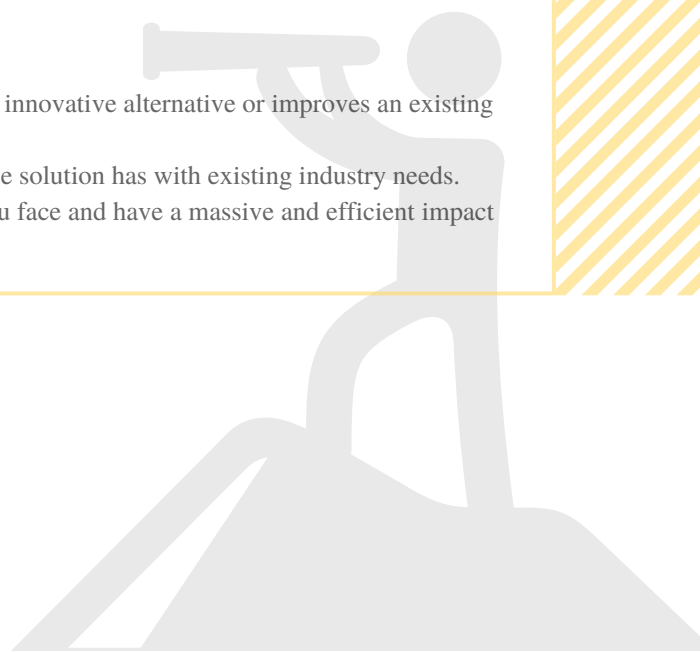 innovative alternative or improves an existing
e solution has with existing industry needs.
u face and have a massive and efficient impact